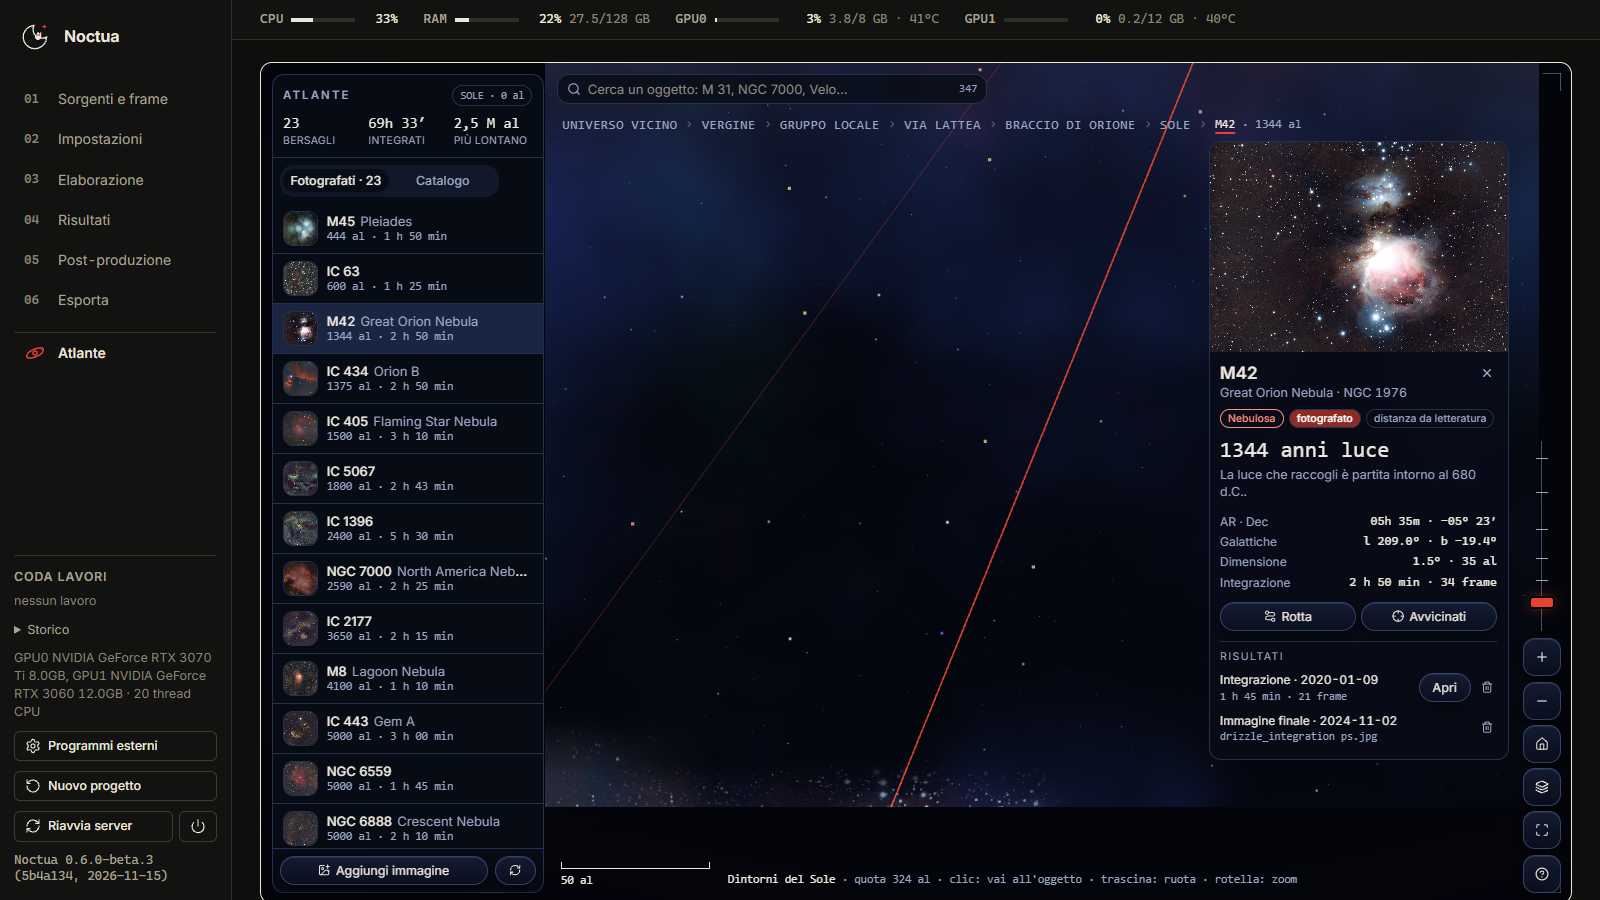 CPU 33% RAM 22% 27.5/128 GB GPU0 3% 3.8/8 GB · 41ºC GPU1 0% 0.2/12 GB · 40ºC
Noctua
01 Sorgenti e frame
02 Impostazioni
03 Elaborazione
04 Risultati
05 Post-produzione
06 Esporta
Atlante
CODA LAVORI
nessun lavoro
▶ Storico
GPU0 NVIDIA GeForce RTX 3070
Ti 8.0GB, GPU1 NVIDIA GeForce
RTX 3060 12.0GB · 20 thread
CPU
Programmi esterni
Nuovo progetto
Riavvia server
Noctua 0.6.0-beta.3
(5b4a134, 2026-11-15)
ATLANTE
SOLE · 0 al
23 69h 33′ 2,5 M al
BERSAGLI INTEGRATI PIÙ LONTANO
Fotografati · 23 Catalogo
M45 Pleiades
444 al · 1 h 50 min
IC 63
600 al · 1 h 25 min
M42 Great Orion Nebula
1344 al · 2 h 50 min
IC 434 Orion B
1375 al · 2 h 50 min
IC 405 Flaming Star Nebula
1500 al · 3 h 10 min
IC 5067
1800 al · 2 h 43 min
IC 1396
2400 al · 5 h 30 min
NGC 7000 North America Neb...
2590 al · 2 h 25 min
IC 2177
3650 al · 2 h 15 min
M8 Lagoon Nebula
4100 al · 1 h 10 min
IC 443 Gem A
5000 al · 3 h 00 min
NGC 6559
5000 al · 1 h 45 min
NGC 6888 Crescent Nebula
5000 al · 2 h 10 min
Aggiungi immagine
Cerca un oggetto: M 31, NGC 7000, Velo... 347
UNIVERSO VICINO › VERGINE › GRUPPO LOCALE › VIA LATTEA › BRACCIO DI ORIONE › SOLE › M42 · 1344 al
M42
Great Orion Nebula · NGC 1976
Nebulosa fotografato distanza da letteratura
1344 anni luce
La luce che raccogli è partita intorno al 680
d.C..
AR · Dec 05h 35m · −05º 23′
Galattiche l 209.0º · b −19.4º
Dimensione 1.5º · 35 al
Integrazione 2 h 50 min · 34 frame
Rotta Avvicinati
RISULTATI
Integrazione · 2020-01-09
1 h 45 min · 21 frame
Apri
Immagine finale · 2024-11-02
drizzle_integration ps.jpg
50 al
Dintorni del Sole · quota 324 al · clic: vai all'oggetto · trascina: ruota · rotella: zoom